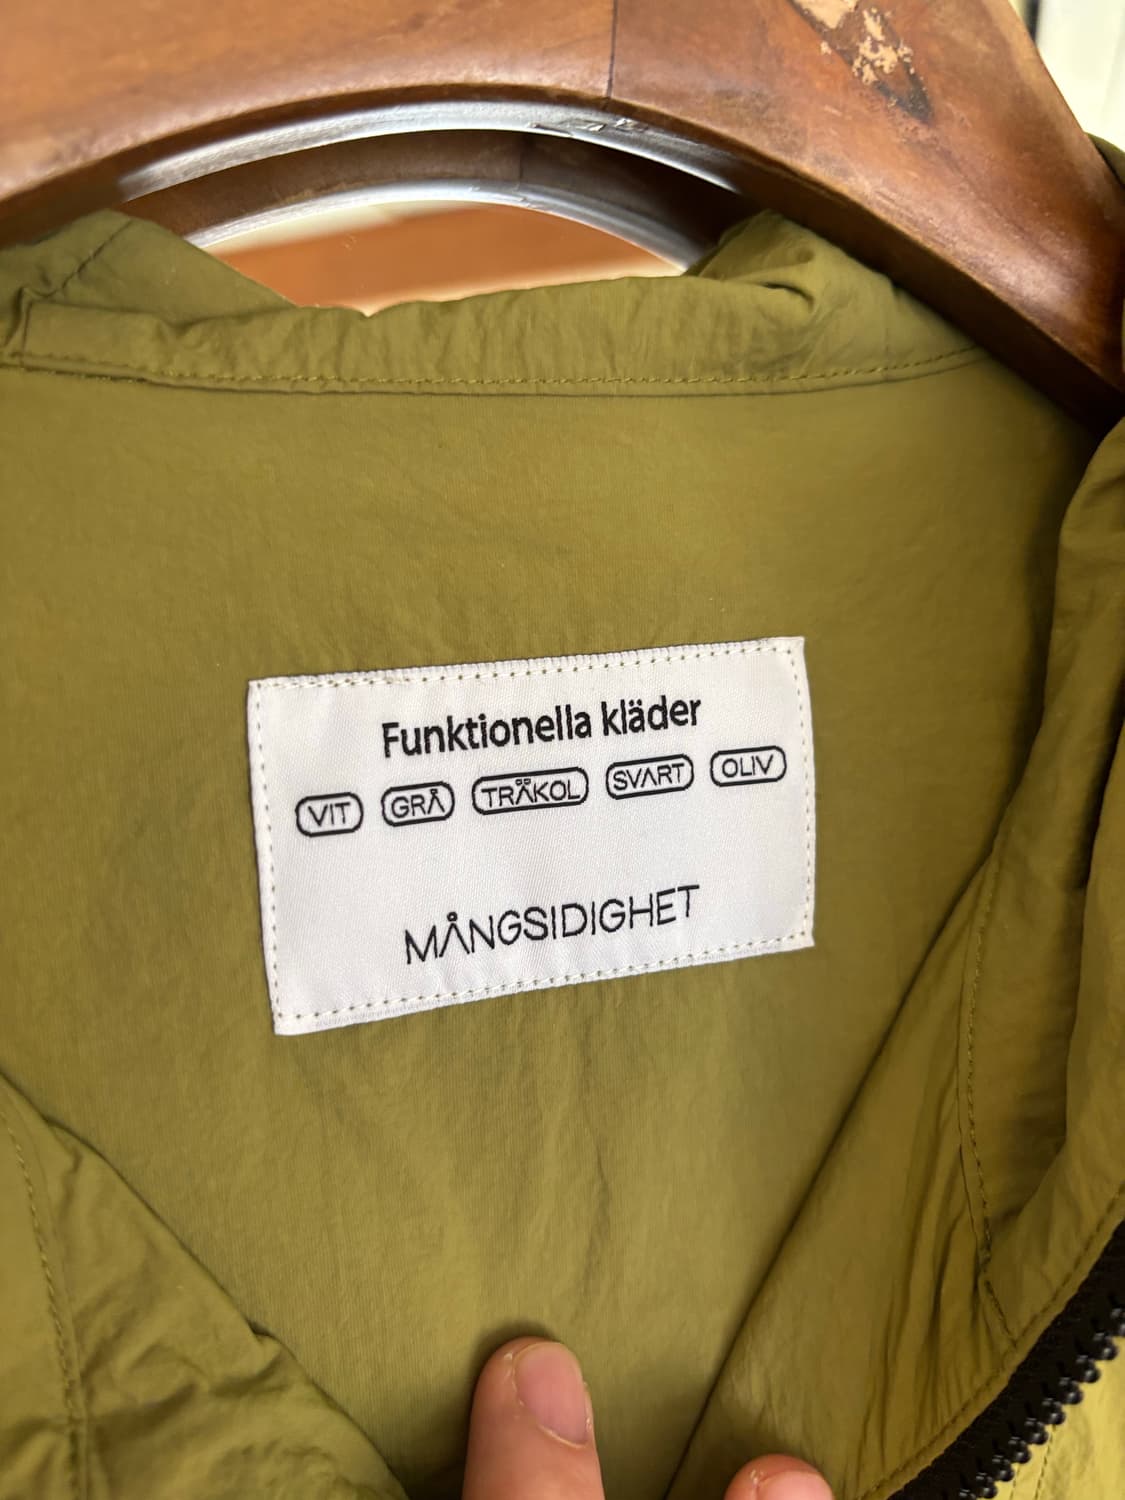 Funktionella kläder
VIT GRÅ TRÄKOL SVART OLIV
MÅNGSIDIGHET